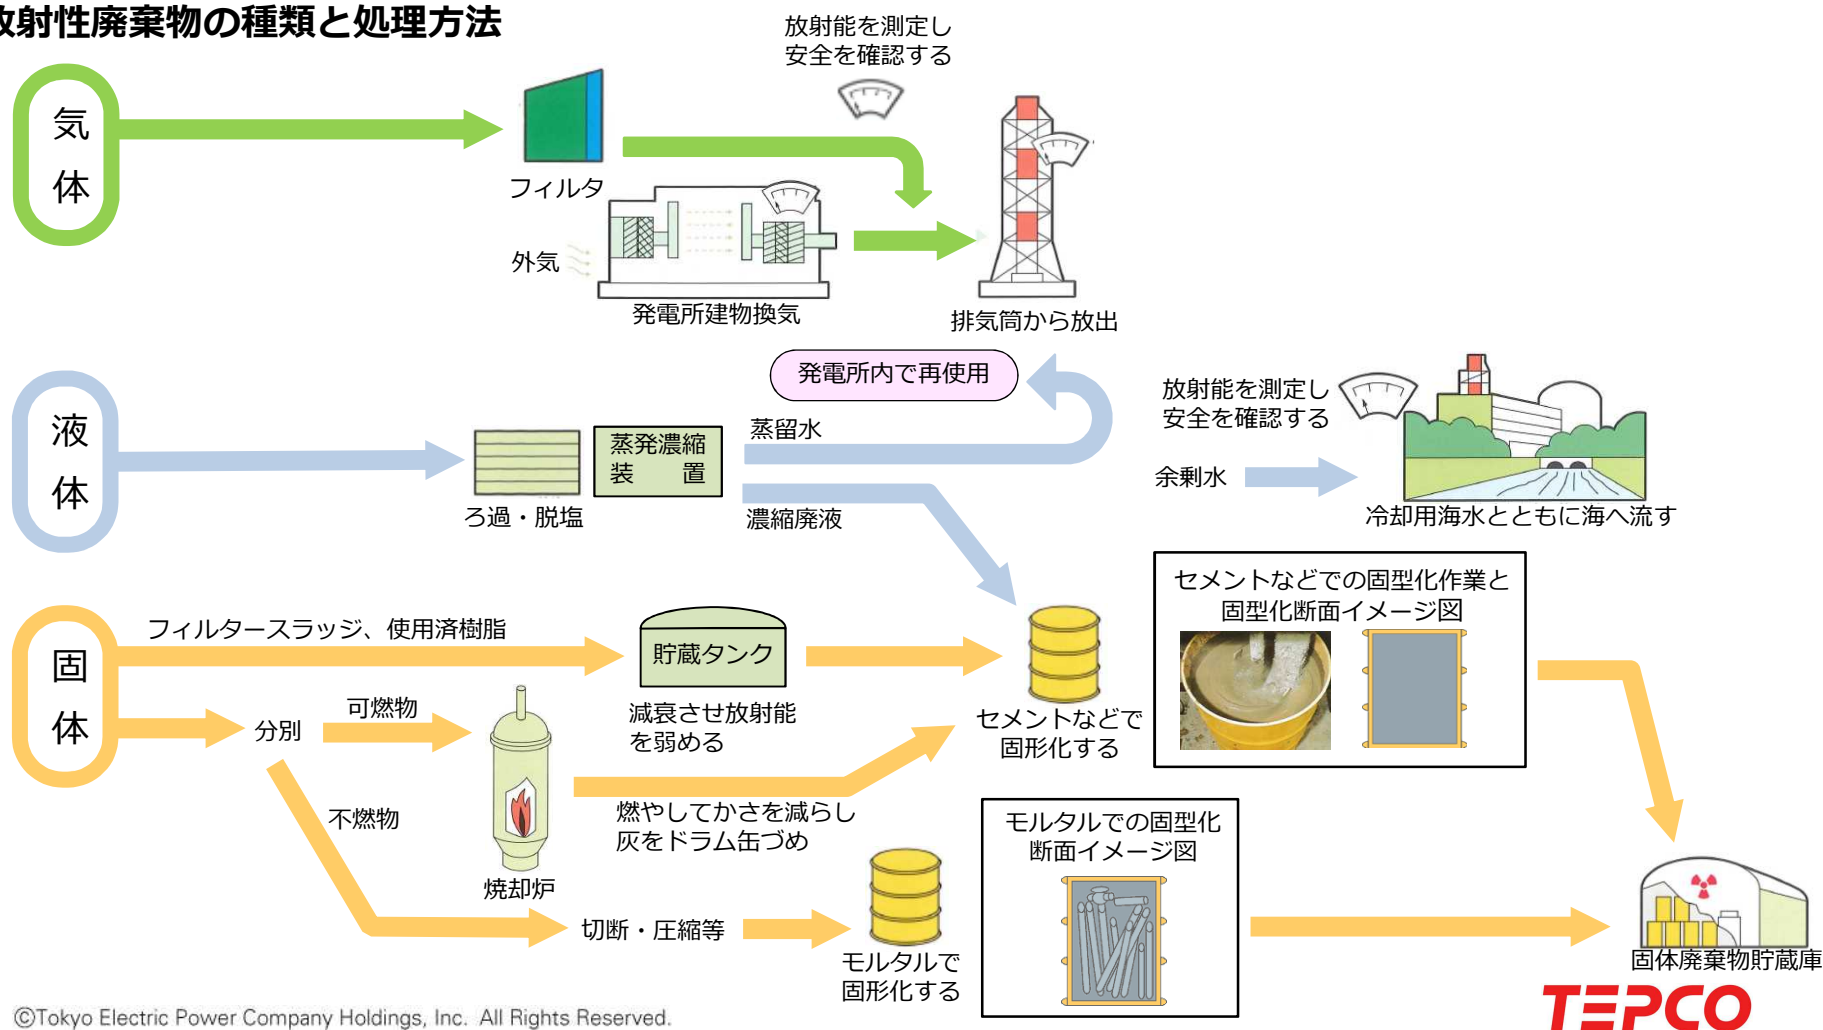 放射性廃棄物の種類と処理方法
放射能を測定し
安全を確認する
気
体
フィルタ
外気
発電所建物換気
排気筒から放出
発電所内で再使用
液
体
蒸発濃縮
装　　置
蒸留水
ろ過・脱塩
濃縮廃液
放射能を測定し
安全を確認する
余剰水
冷却用海水とともに海へ流す
固
体
フィルタースラッジ、使用済樹脂
貯蔵タンク
減衰させ放射能
を弱める
セメントなどで
固形化する
セメントなどでの固型化作業と
固型化断面イメージ図
分別
可燃物
不燃物
焼却炉
燃やしてかさを減らし
灰をドラム缶づめ
切断・圧縮等
モルタルで
固形化する
モルタルでの固型化
断面イメージ図
固体廃棄物貯蔵庫
©Tokyo Electric Power Company Holdings, Inc. All Rights Reserved.
TEPCO